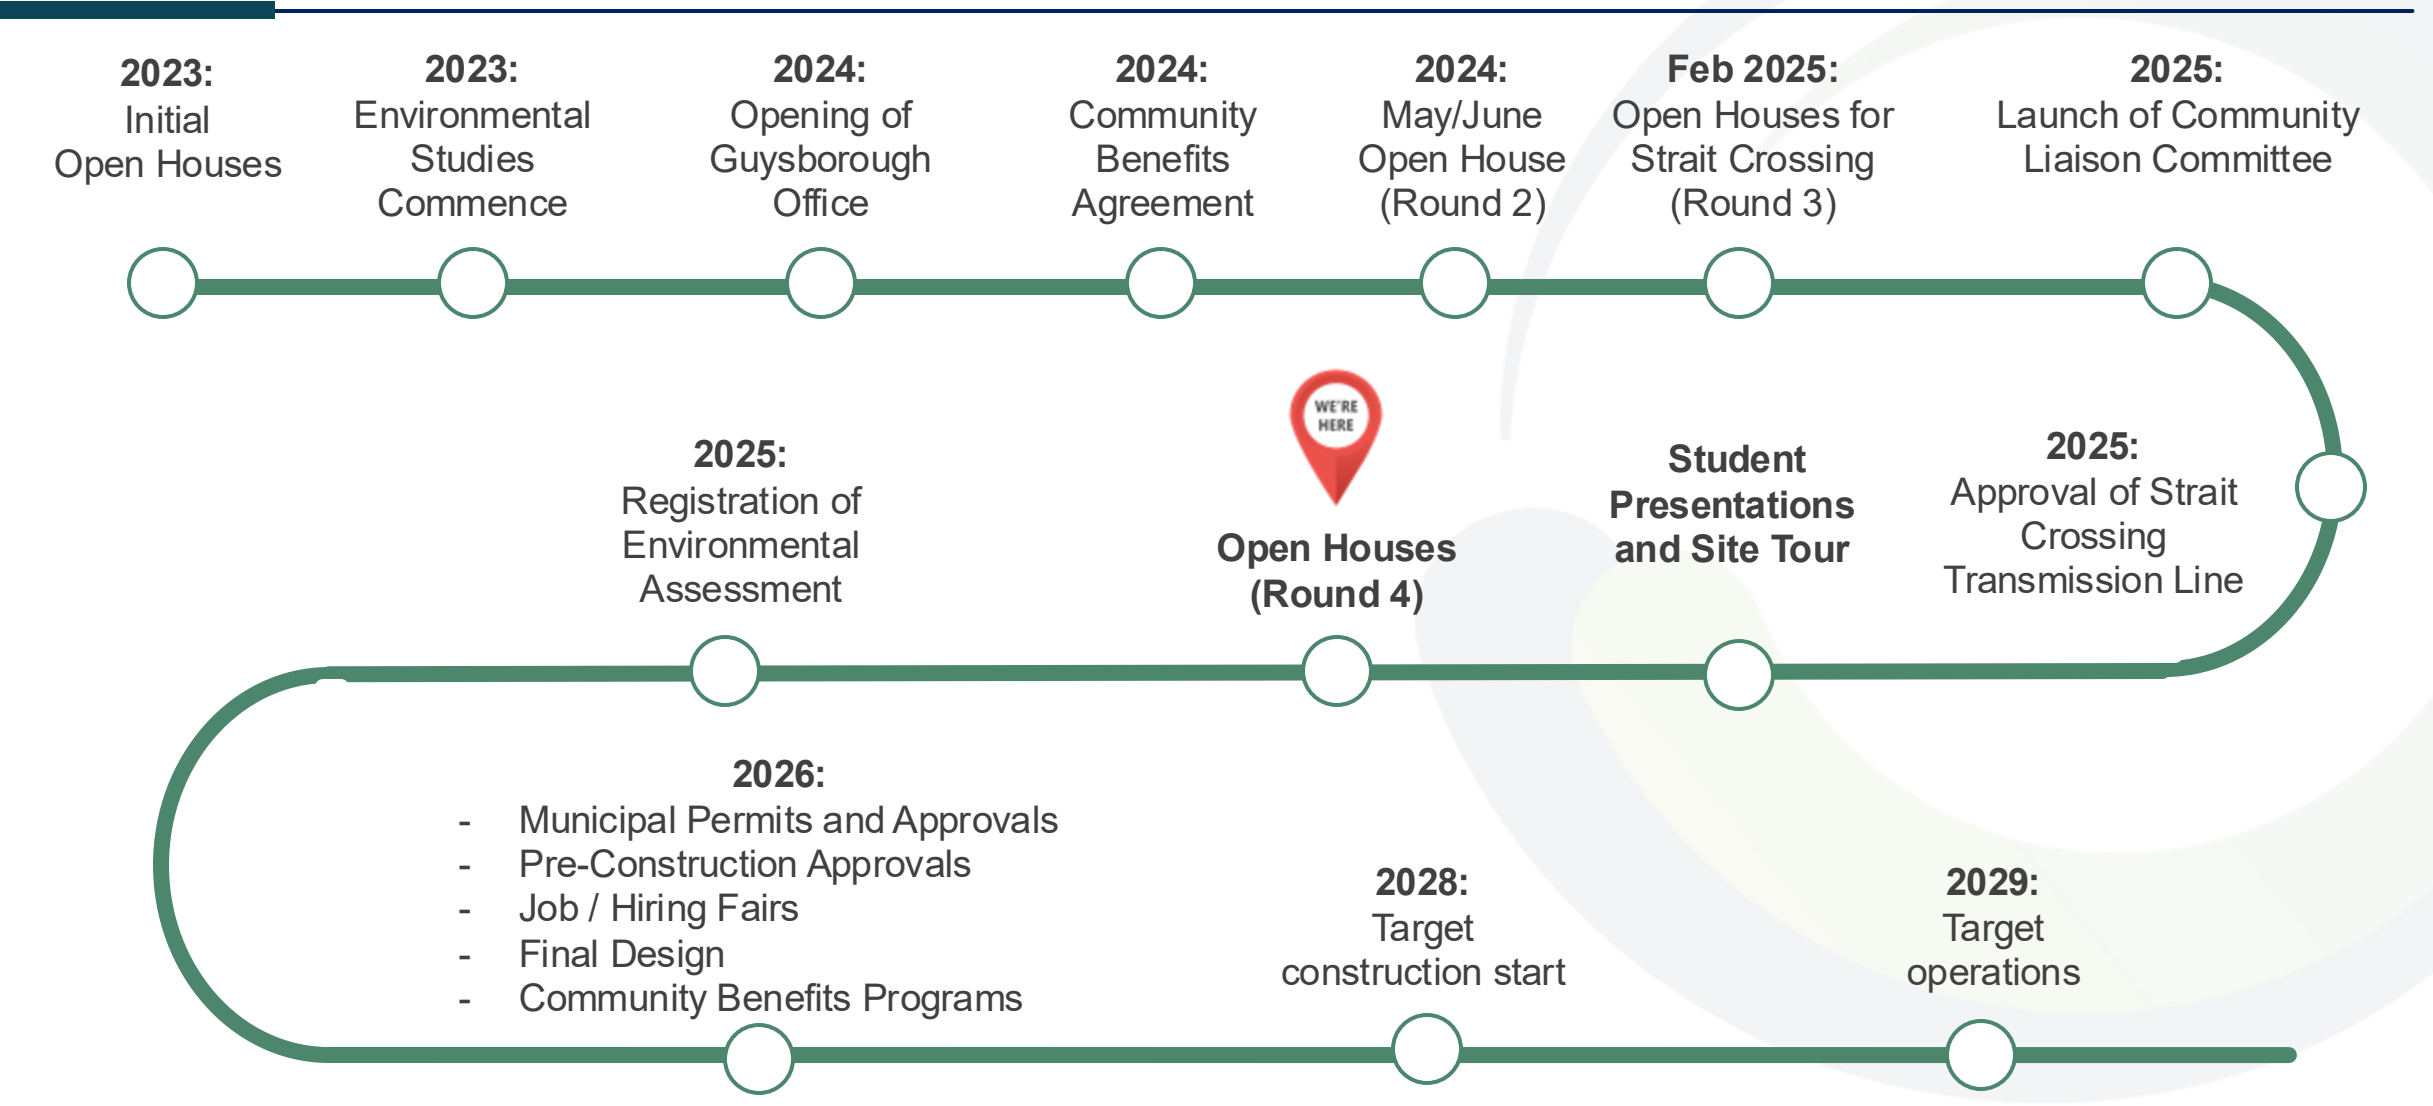 2023:
Initial
Open Houses
2023:
Environmental
Studies
Commence
2024:
Opening of
Guysborough
Office
2024:
Community
Benefits
Agreement
2024:
May/June
Open House
(Round 2)
Feb 2025:
Open Houses for
Strait Crossing
(Round 3)
2025:
Launch of Community
Liaison Committee
2025:
Approval of Strait
Crossing
Transmission Line
Student
Presentations
and Site Tour
WE'RE
HERE
Open Houses
(Round 4)
2025:
Registration of
Environmental
Assessment
2026:
- Municipal Permits and Approvals
- Pre-Construction Approvals
- Job / Hiring Fairs
- Final Design
- Community Benefits Programs
2028:
Target
construction start
2029:
Target
operations